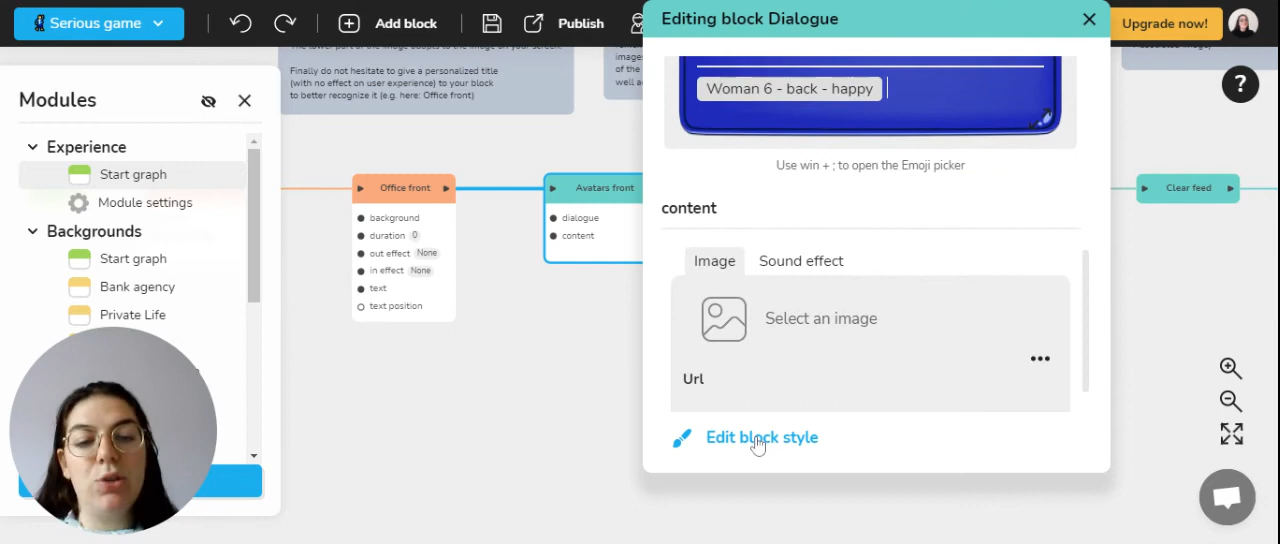 Serious game
Add block
Publish
Editing block Dialogue
Upgrade now!
The lower part of the image adapts to the image on your screen.
Finally do not hesitate to give a personalized title
(with no effect on user experience) to your block
to better recognize it (e.g. here: Office front)
image
of the
well a
Modules
Experience
Start graph
Module settings
Backgrounds
Start graph
Bank agency
Private Life
Office front
background
duration 0
out effect None
in effect None
text
text position
Avatars front
dialogue
content
Woman 6 - back - happy
Use win + ; to open the Emoji picker
content
Image
Sound effect
Select an image
Url
Edit block style
Clear feed
?